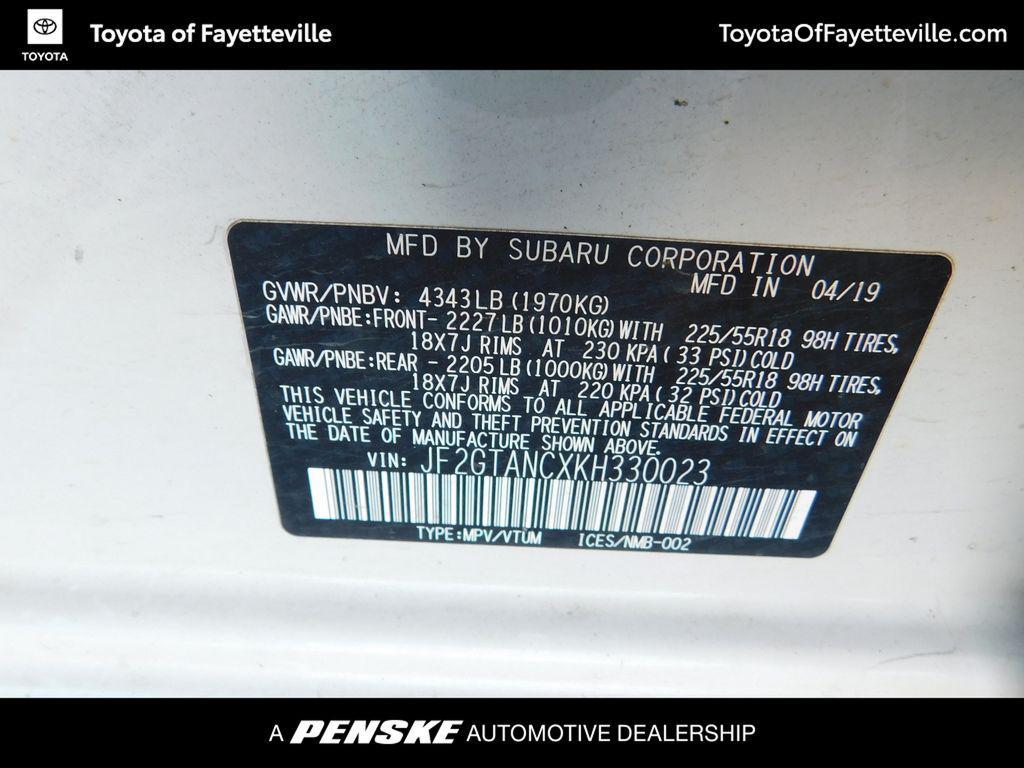 TOYOTA
Toyota of Fayetteville
ToyotaOfFayetteville.com
MFD BY SUBARU CORPORATION
MFD IN 04/19
GVWR/PNBV: 4343LB (1970KG)
GAWR/PNBE:FRONT- 2227LB (1010KG) WITH 225/55R18 98H TIRES,
18X7J RIMS AT 230 KPA ( 33 PSI) COLD
GAWR/PNBE:REAR - 2205LB (1000KG) WITH 225/55R18 98H TIRES,
18X7J RIMS AT 220 KPA ( 32 PSI) COLD
THIS VEHICLE CONFORMS TO ALL APPLICABLE FEDERAL MOTOR
VEHICLE SAFETY AND THEFT PREVENTION STANDARDS IN EFFECT ON
THE DATE OF MANUFACTURE SHOWN ABOVE.
VIN: JF2GTANCXKH330023
TYPE:MPV/VTUM ICES/NMB-002
A PENSKE AUTOMOTIVE DEALERSHIP